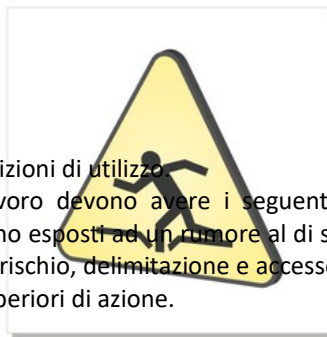 izioni di utilizzo.
voro devono avere i seguent
no esposti ad un rumore al di s
rischio, delimitazione e access
periori di azione.